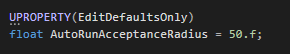 UPROPERTY(EditDefaultsOnly)
float AutoRunAcceptanceRadius = 50.f;